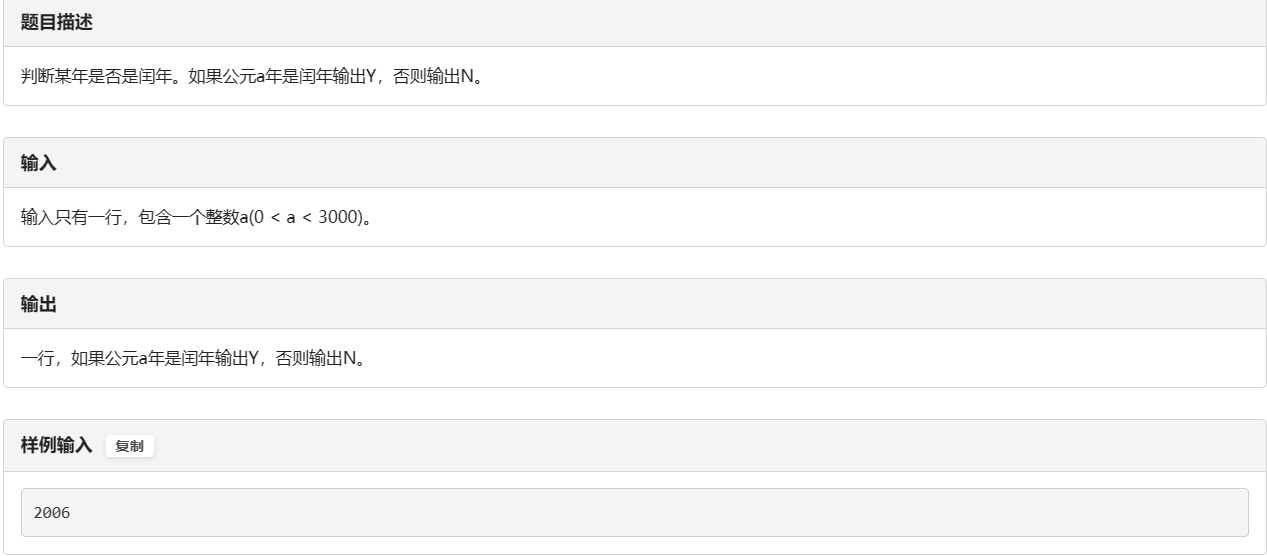 题目描述
判断某年是否是闰年。如果公元a年是闰年输出Y，否则输出N。
输入
输入只有一行，包含一个整数a(0 < a < 3000)。
输出
一行，如果公元a年是闰年输出Y，否则输出N。
样例输入 复制
2006